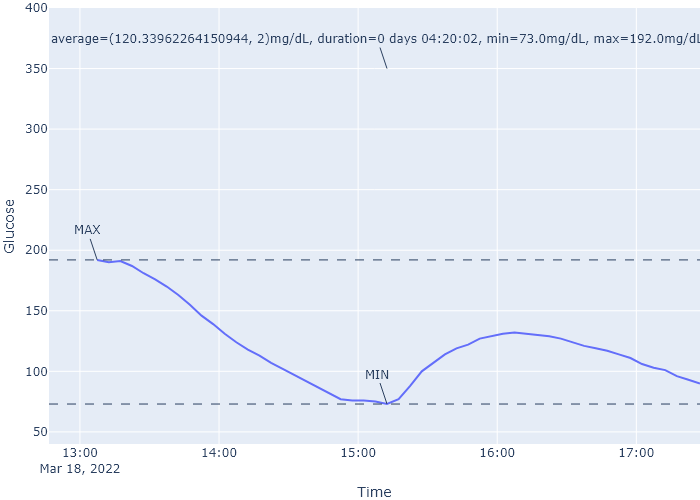 400
average=(120.33962264150944, 2)mg/dL, duration=0 days 04:20:02, min=73.0mg/dL, max=192.0mg/dL
350
300
250
MAX
200
Glucose
150
MIN
100
50
13:00 14:00 15:00 16:00 17:00
Mar 18, 2022
Time